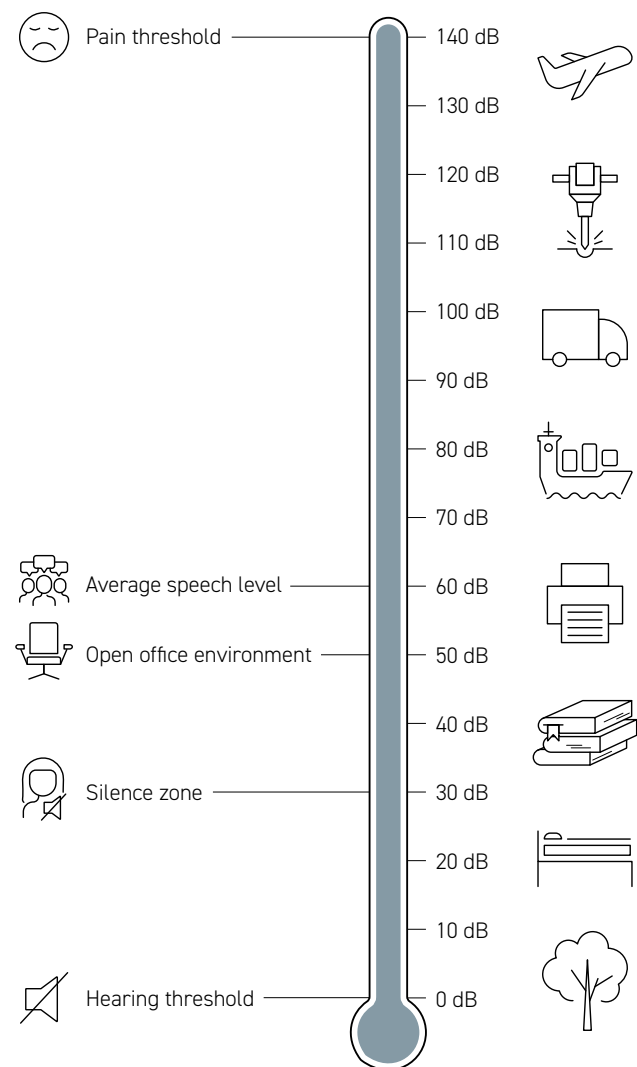 Pain threshold 140 dB
130 dB
120 dB
110 dB
100 dB
90 dB
80 dB
70 dB
Average speech level 60 dB
Open office environment 50 dB
40 dB
Silence zone 30 dB
20 dB
10 dB
Hearing threshold 0 dB